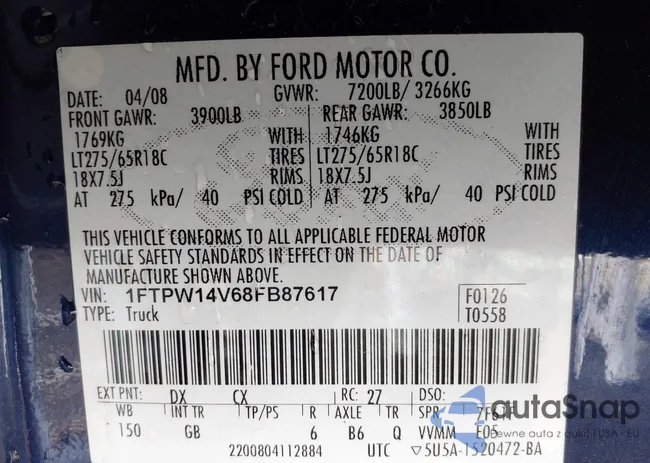 MFD. BY FORD MOTOR CO.
DATE: 04/08 GVWR: 7200LB/ 3266KG
FRONT GAWR: 3900LB REAR GAWR: 3850LB
1769KG WITH 1746KG WITH
LT275/65R18C TIRES LT275/65R18C TIRES
18X7.5J RIMS 18X7.5J RIMS
AT 275 kPa/ 40 PSI COLD AT 275 kPa/ 40 PSI COLD
THIS VEHICLE CONFORMS TO ALL APPLICABLE FEDERAL MOTOR
VEHICLE SAFETY STANDARDS IN EFFECT ON THE DATE OF
MANUFACTURE SHOWN ABOVE.
VIN: 1FTPW14V68FB87617 F0126
TYPE: Truck T0558
EXT PNT: DX CX RC: 27 DSO:
WB INT TR TP/PS R AXLE TR SPR
150 GB 6 B6 Q VVMM E05
2200804112884 UTC ▽5U5A-1520472-BA
autoSnap